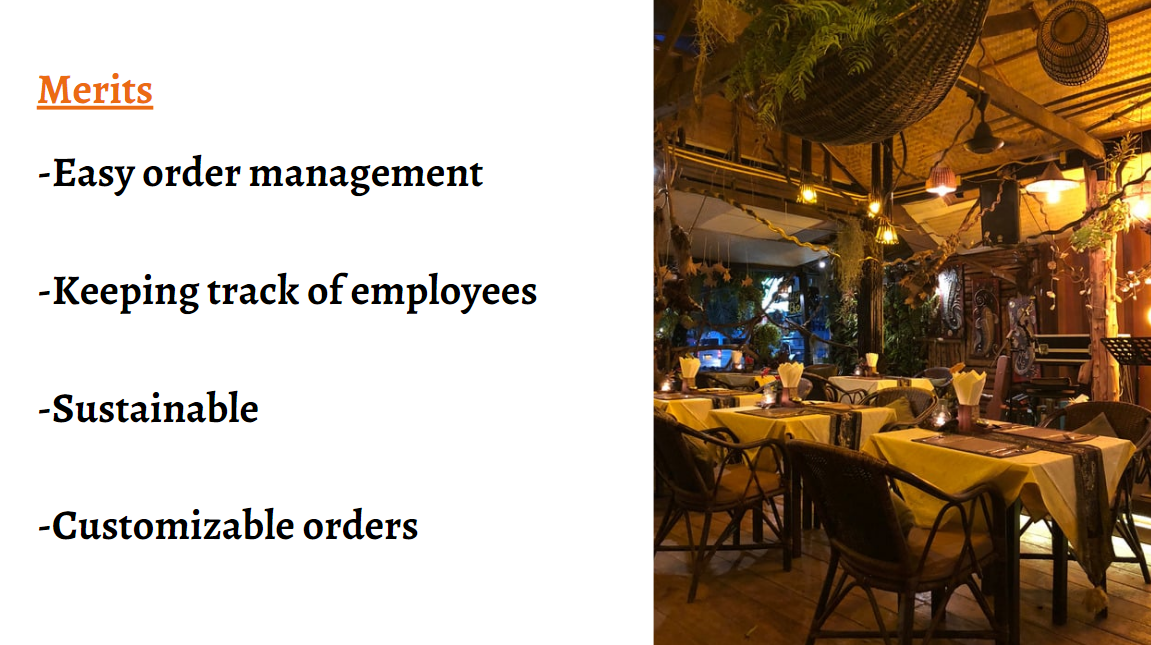 Merits
-Easy order management
-Keeping track of employees
-Sustainable
-Customizable orders